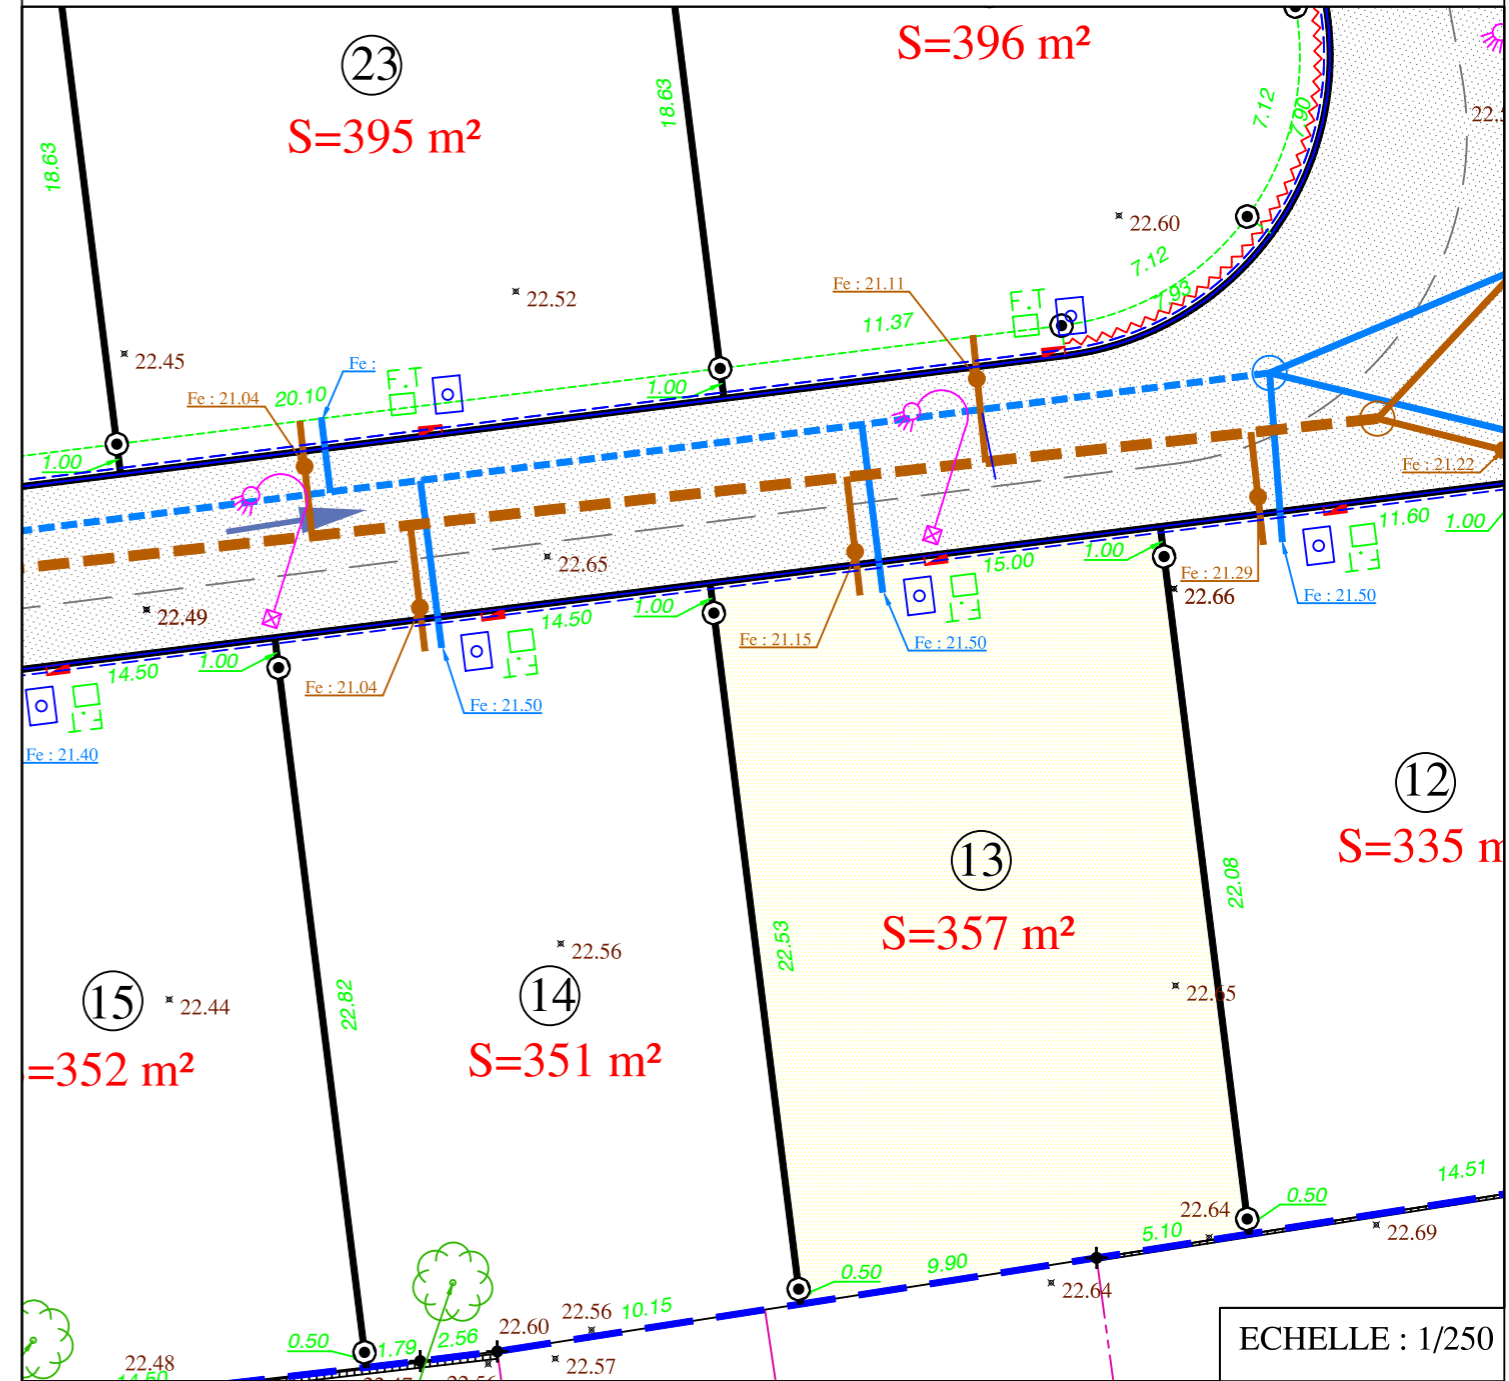 S=396 m²
23
S=395 m²
18.63
18.63
7.12
7.90
22.60
7.12
7.93
22.52
22.45
Fe : 21.11
11.37
F.T
Fe :
F.T
1.00
20.10
Fe : 21.04
1.00
Fe : 21.22
11.60
1.00
22.65
15.00
1.00
Fe : 21.29
22.66
Fe : 21.50
F.T
22.49
14.50
1.00
F.T
Fe : 21.15
Fe : 21.50
14.50
1.00
F.T
Fe : 21.04
Fe : 21.50
F.T
Fe : 21.40
12
S=335 m
13
S=357 m²
22.08
22.53
22.56
22.65
14
S=351 m²
15
22.44
22.82
=352 m²
14.51
22.64
0.50
5.10
22.69
9.90
0.50
22.64
22.56
10.15
22.60
0.50
1.79
2.56
22.57
22.48
14.50
ECHELLE : 1/250